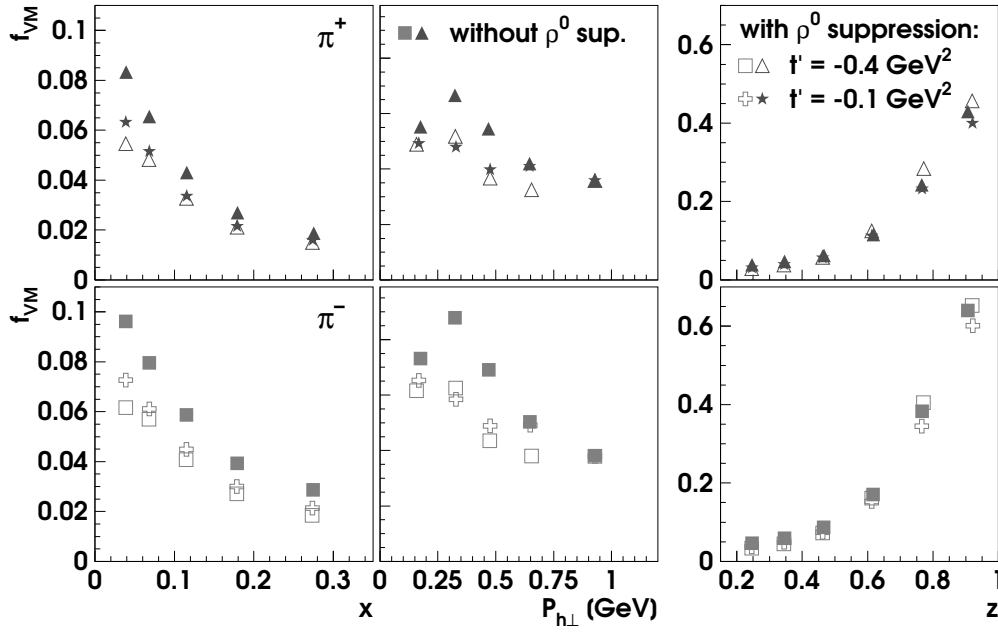 f_VM
0.1
0.08
0.06
0.04
0.02
0
π⁺
without ρ⁰ sup.
0.6
0.4
0.2
0
with ρ⁰ suppression:
t' = -0.4 GeV²
t' = -0.1 GeV²
f_VM
0.1
0.08
0.06
0.04
0.02
0
π⁻
0.6
0.4
0.2
0
0 0.1 0.2 0.3
0 0.25 0.5 0.75 1
0.2 0.4 0.6 0.8 1
x
P_h⊥ (GeV)
z